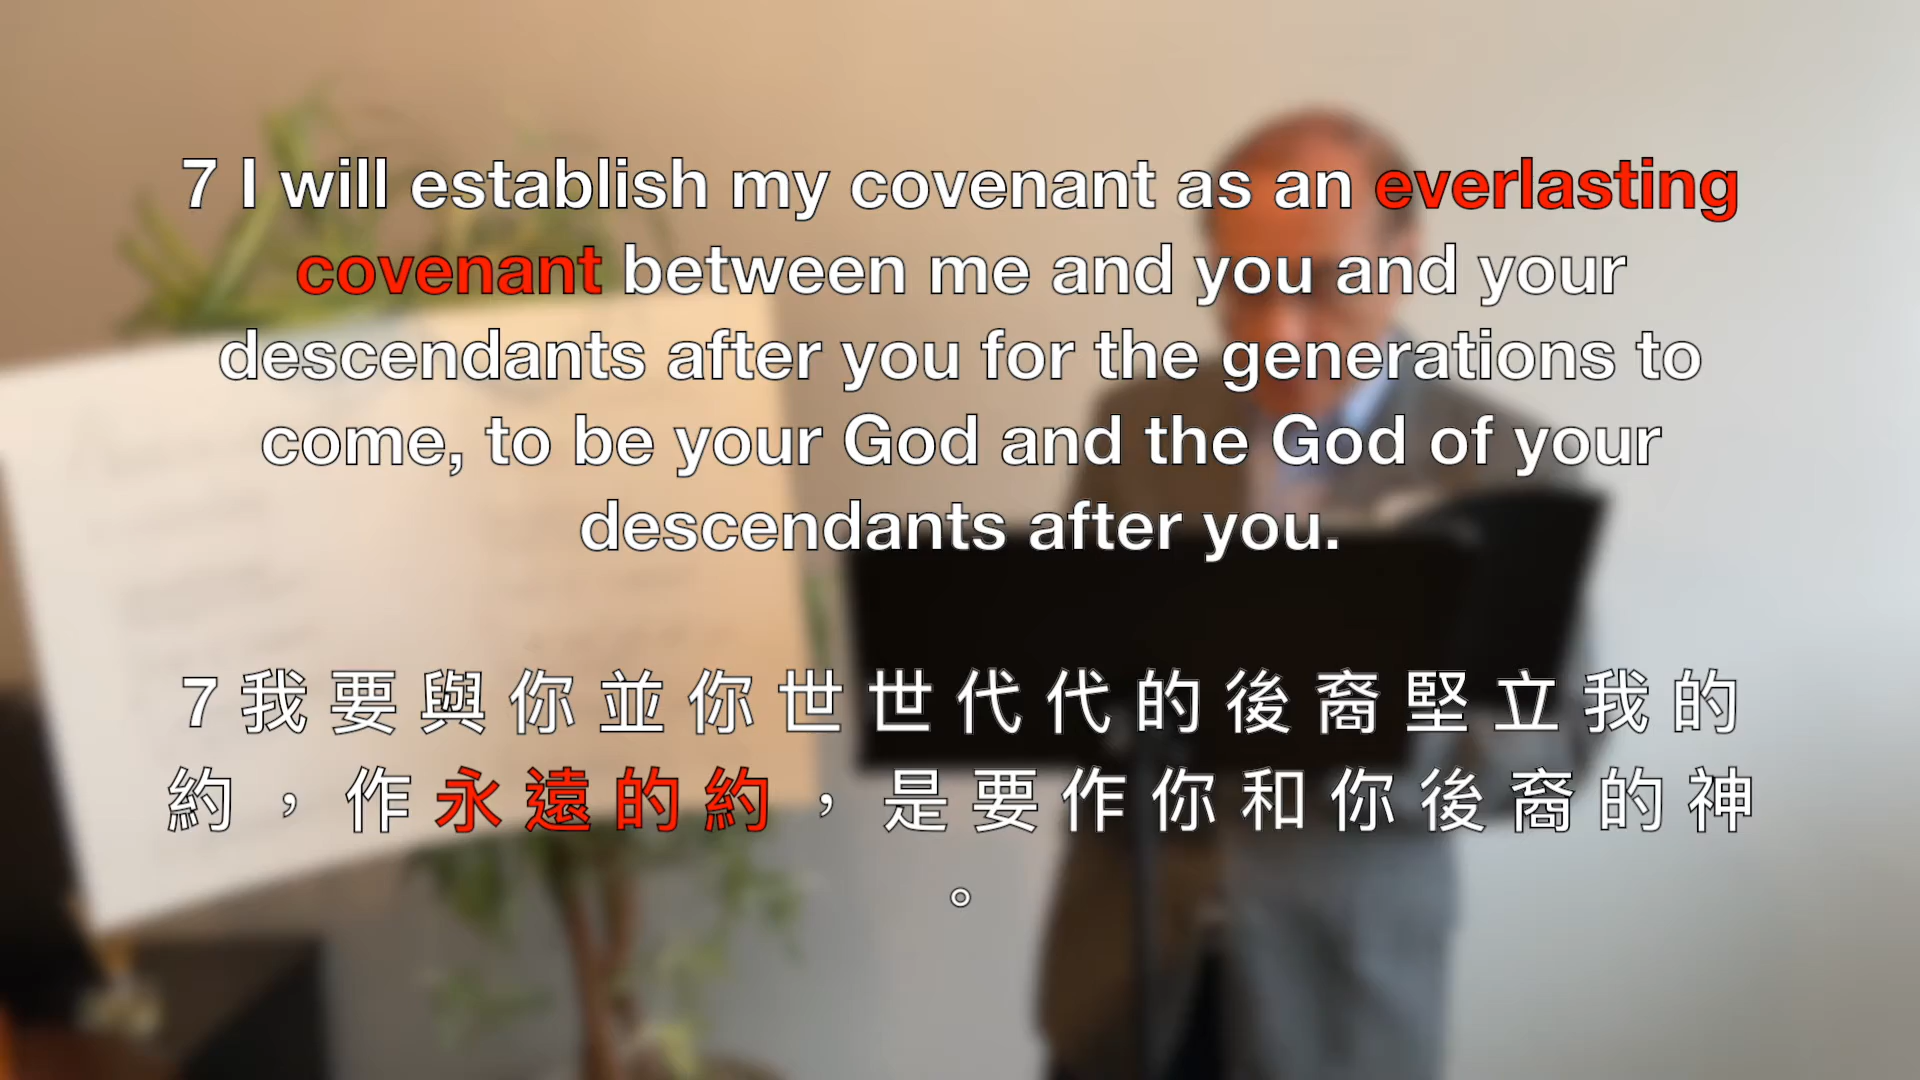 7 I will establish my covenant as an everlasting
covenant between me and you and your
descendants after you for the generations to
come, to be your God and the God of your
descendants after you.
7我要與你並你世世代代的後裔堅立我的
約，作永遠的約，是要作你和你後裔的神
。